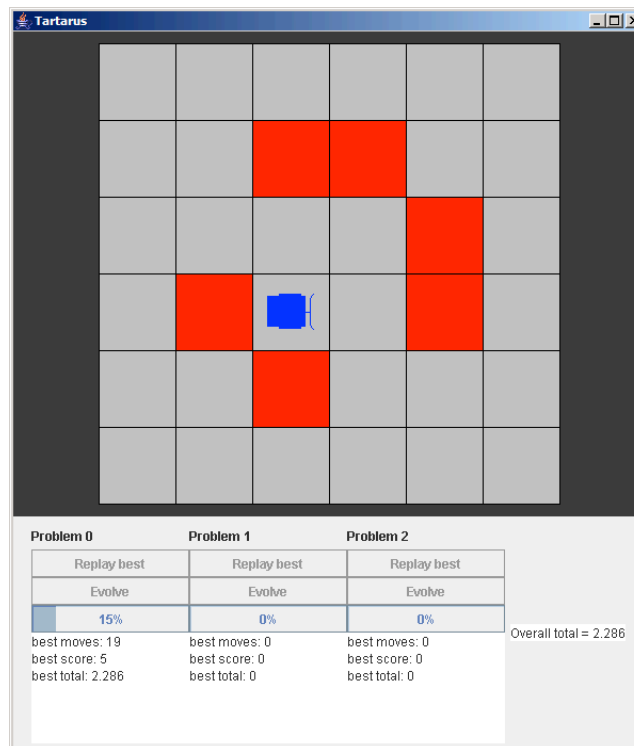 Tartarus
Problem 0 Problem 1 Problem 2
Replay best Replay best Replay best
Evolve Evolve Evolve
15% 0% 0%
best moves: 19 best moves: 0 best moves: 0
Overall total = 2.286
best score: 5 best score: 0 best score: 0
best total: 2.286 best total: 0 best total: 0